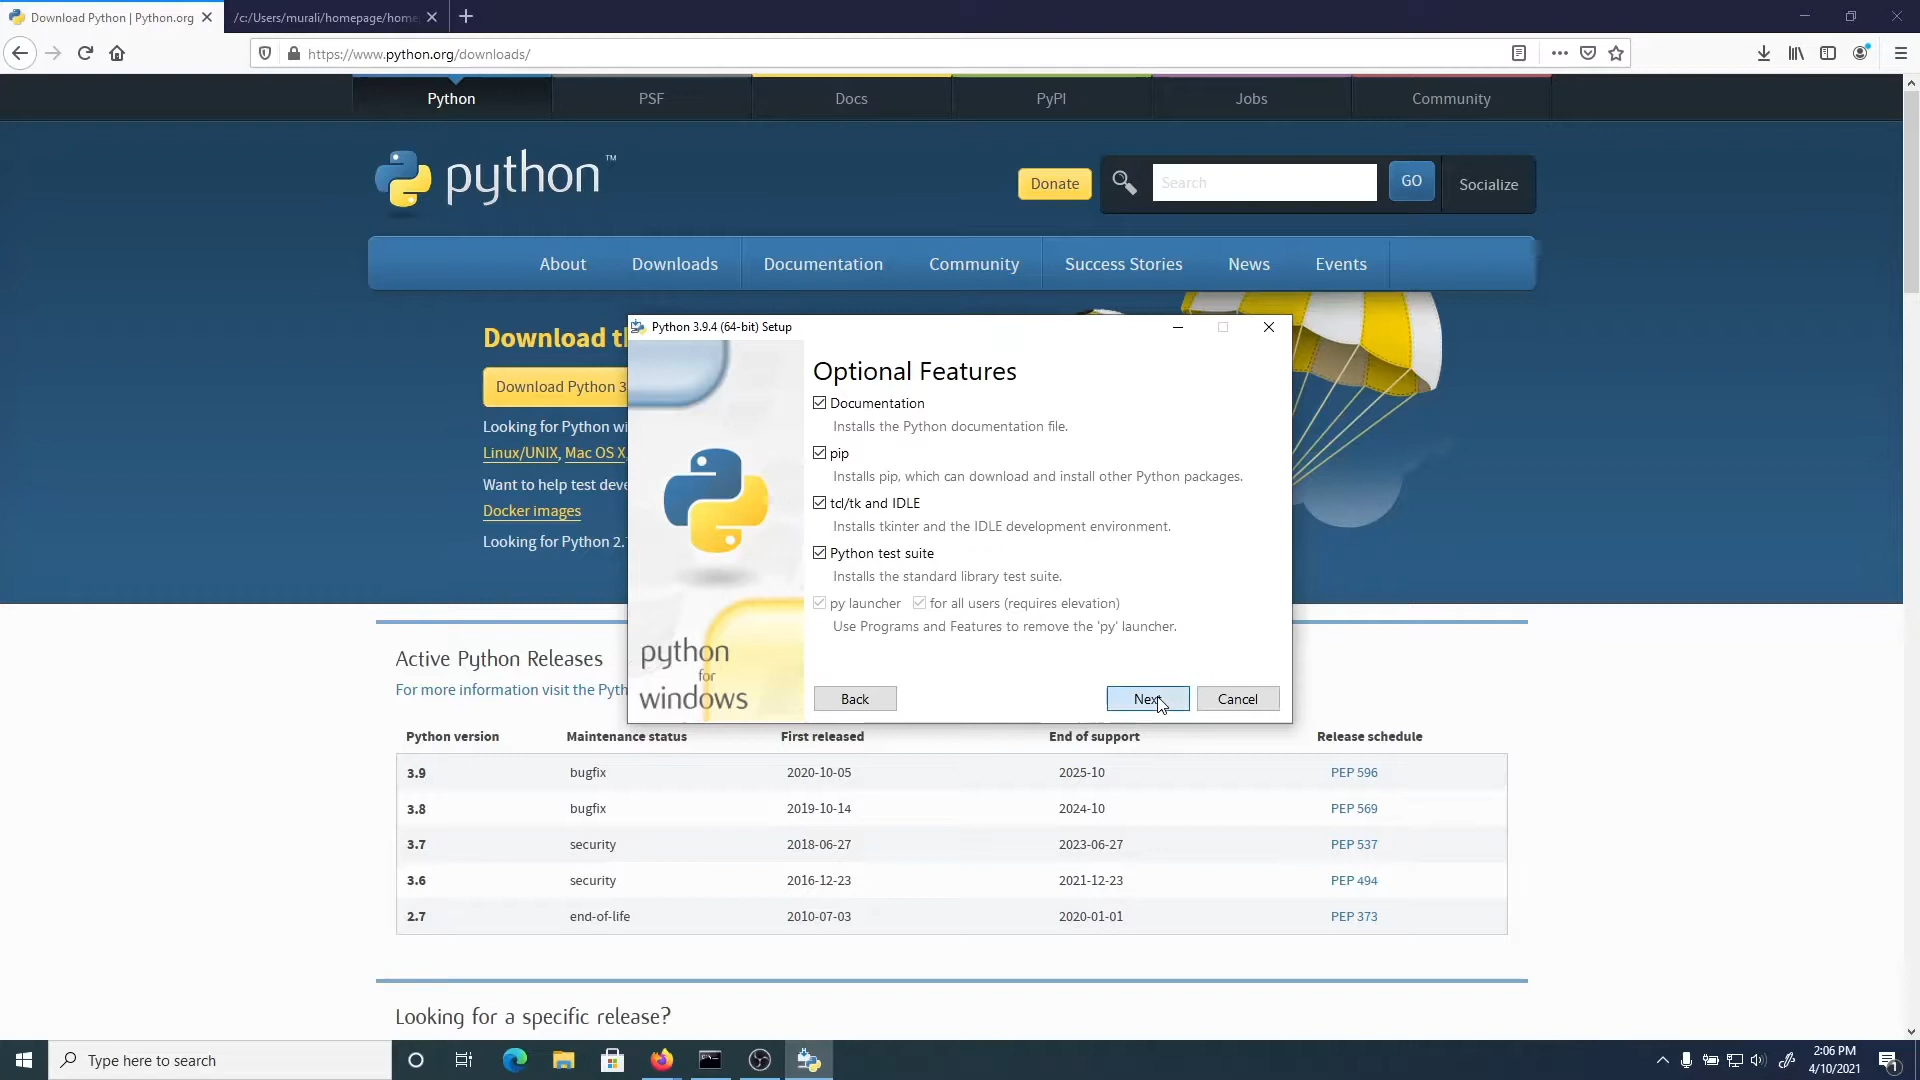 Download Python | Python.org
/c:/Users/murali/homepage/home
https://www.python.org/downloads/
Python
PSF
Docs
PyPI
Jobs
Community
python™
Donate
Search
GO
Socialize
About
Downloads
Documentation
Community
Success Stories
News
Events
Download t
Download Python 3
Looking for Python wi
Linux/UNIX, Mac OS X
Want to help test deve
Docker images
Looking for Python 2.
Python 3.9.4 (64-bit) Setup
Optional Features
Documentation
Installs the Python documentation file.
pip
Installs pip, which can download and install other Python packages.
tcl/tk and IDLE
Installs tkinter and the IDLE development environment.
Python test suite
Installs the standard library test suite.
py launcher for all users (requires elevation)
Use Programs and Features to remove the 'py' launcher.
python
for
windows
Back
Next
Cancel
Active Python Releases
For more information visit the Pyth
Python version Maintenance status First released End of support Release schedule
3.9 bugfix 2020-10-05 2025-10 PEP 596
3.8 bugfix 2019-10-14 2024-10 PEP 569
3.7 security 2018-06-27 2023-06-27 PEP 537
3.6 security 2016-12-23 2021-12-23 PEP 494
2.7 end-of-life 2010-07-03 2020-01-01 PEP 373
Looking for a specific release?
Type here to search
2:06 PM
4/10/2021
1